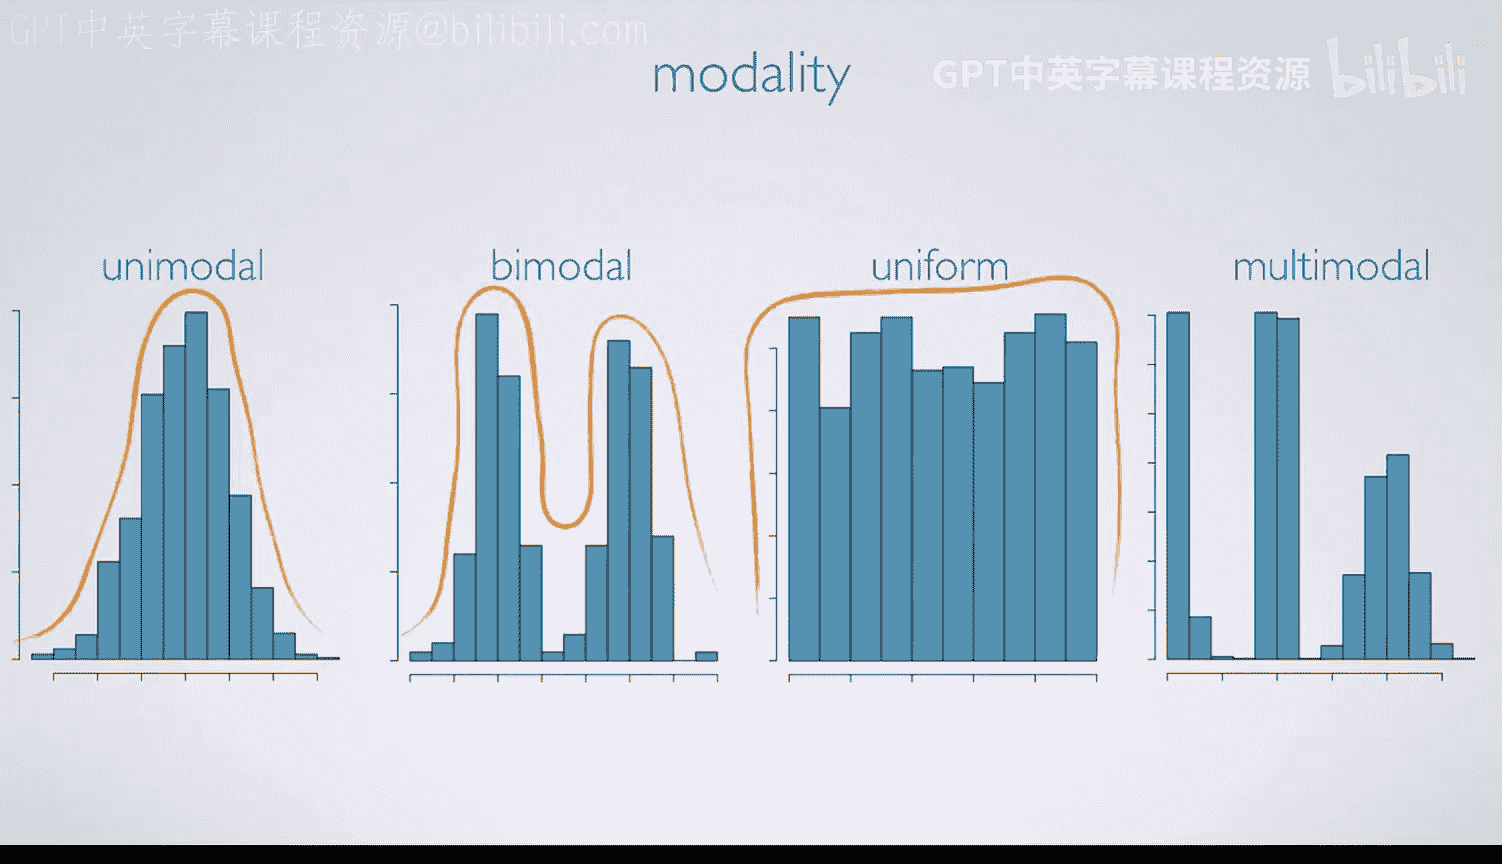 GPT中英字幕课程资源@bilibili.com
modality
GPT中英字幕课程资源 bilibili
unimodal
bimodal
uniform
multimodal